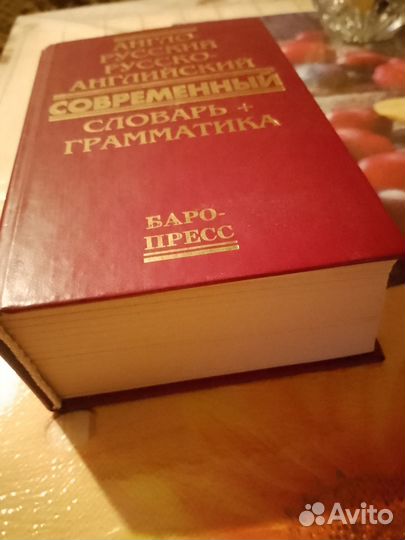 АНГЛО
РУССКИЙ
РУССКО-
АНГЛИЙСКИЙ
СОВРЕМЕННЫЙ
СЛОВАРЬ +
ГРАММАТИКА
БАРО-
ПРЕСС
Avito